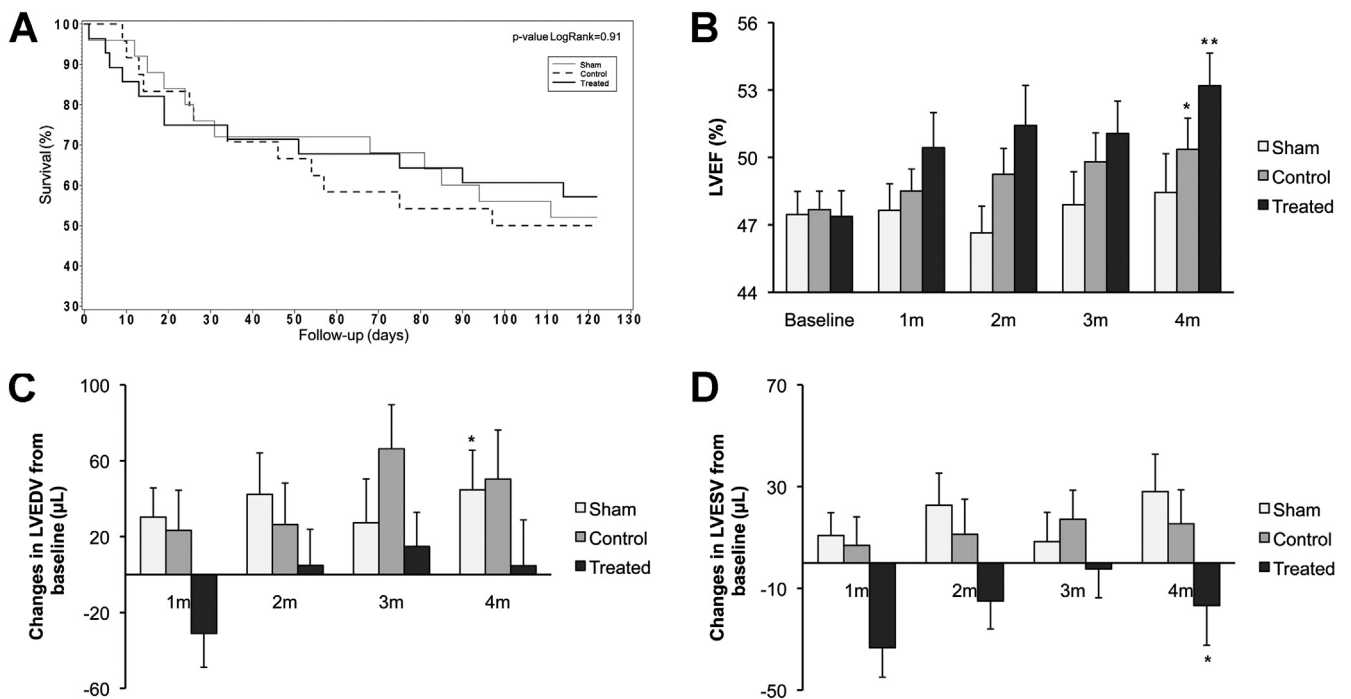 A
p-value LogRank=0.91
Sham
Control
Treated
Survival (%)
100
90
80
70
60
50
40
30
0 10 20 30 40 50 60 70 80 90 100 110 120 130
Follow-up (days)
B
LVEF (%)
56
53
50
47
44
* **
Baseline 1m 2m 3m 4m
Sham
Control
Treated
C
Changes in LVEDV from
baseline (µL)
100
60
20
-20
-60
*
1m 2m 3m 4m
Sham
Control
Treated
D
Changes in LVESV from
baseline (µL)
70
30
-10
-50
1m 2m 3m 4m
*
Sham
Control
Treated